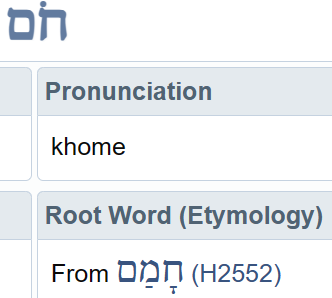 חֹם
Pronunciation
khome
Root Word (Etymology)
From חָמַם (H2552)